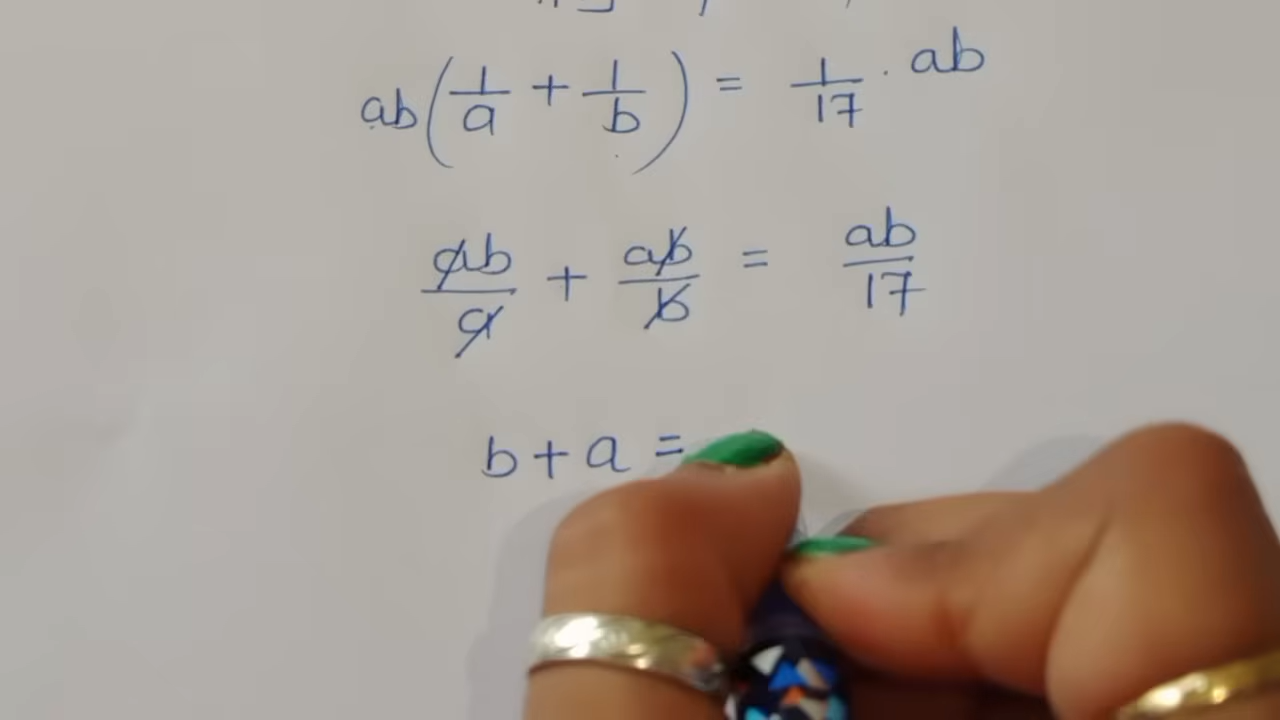 ab(1/a + 1/b) = 1/17 · ab
ab/a + ab/b = ab/17
b + a =